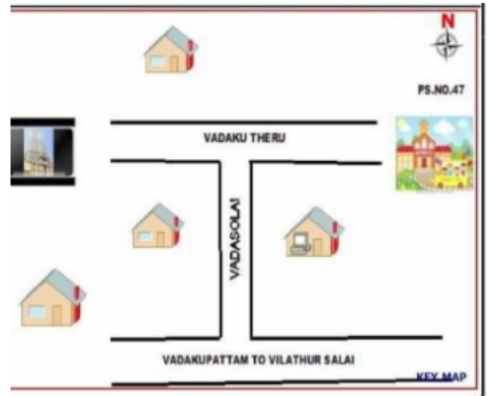 N
PS.NO.47
VADAKU THERU
VADASOLAI
VADAKUPATTAM TO VILATHUR SALAI
KEY MAP